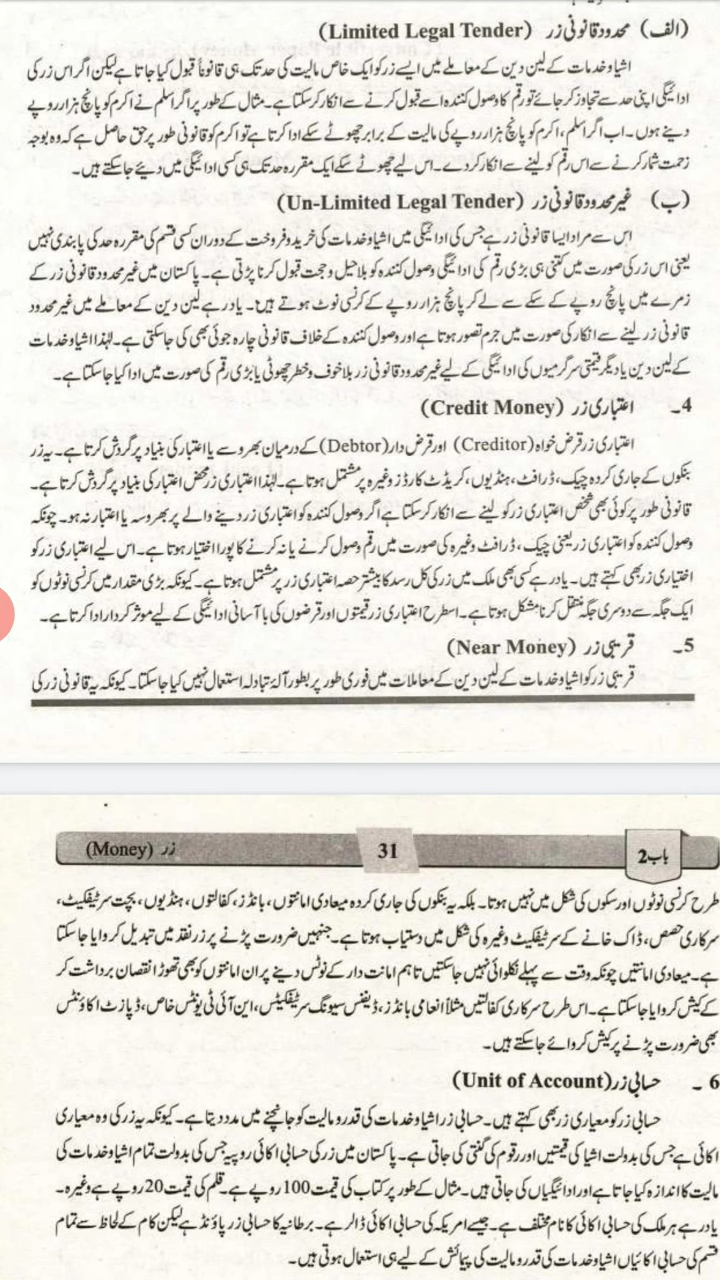 (الف) محدود قانونی زر (Limited Legal Tender)
اشیا و خدمات کے لین دین کے معاملے میں ایسے زر کو ایک خاص مالیت کی حد تک ہی قانوناً قبول کیا جاتا ہے لیکن اگر اس زر کی
ادائیگی اپنی حد سے تجاوز کر جائے تو رقم کا وصول کنندہ اسے قبول کرنے سے انکار کر سکتا ہے۔ مثال کے طور پر اگر اسلم نے اکرم کو پانچ ہزار روپے
دینے ہوں۔ اب اگر اسلم، اکرم کو پانچ ہزار روپے کی مالیت کے برابر چھوٹے سکے ادا کرتا ہے تو اکرم کو قانونی طور پر حق حاصل ہے کہ وہ بوجہ
زحمت شمار کرنے سے اس رقم کو لینے سے انکار کر دے۔ اس لیے چھوٹے سکے ایک مقررہ حد تک ہی کسی ادائیگی میں دیئے جا سکتے ہیں۔
(ب) غیر محدود قانونی زر (Un-Limited Legal Tender)
اس سے مراد ایسا قانونی زر ہے جس کی ادائیگی میں اشیا و خدمات کی خرید و فروخت کے دوران کسی قسم کی مقررہ حد کی پابندی نہیں
یعنی اس زر کی صورت میں کتنی ہی بڑی رقم کی ادائیگی وصول کنندہ کو بلا حیل و حجت قبول کرنا پڑتی ہے۔ پاکستان میں غیر محدود قانونی زر کے
زمرے میں پانچ روپے کے سکے سے لے کر پانچ ہزار روپے کے کرنسی نوٹ ہوتے ہیں۔ یاد رہے لین دین کے معاملے میں غیر محدود
قانونی زر لینے سے انکار کی صورت میں جرم تصور ہوتا ہے اور وصول کنندہ کے خلاف قانونی چارہ جوئی بھی کی جا سکتی ہے۔ لہٰذا اشیا و خدمات
کے لین دین یا دیگر قیمتی سرگرمیوں کی ادائیگی کے لیے غیر محدود قانونی زر بلا خوف و خطر چھوٹی یا بڑی رقم کی صورت میں ادا کیا جا سکتا ہے۔
4۔ اعتباری زر (Credit Money)
اعتباری زر قرض خواہ (Creditor) اور قرض دار (Debtor) کے درمیان بھروسے یا اعتبار کی بنیاد پر گردش کرتا ہے۔ یہ زر
بنکوں کے جاری کردہ چیک، ڈرافٹ، ہنڈیوں، کریڈٹ کارڈز وغیرہ پر مشتمل ہوتا ہے۔ لہٰذا اعتباری زر محض اعتبار کی بنیاد پر گردش کرتا ہے۔
قانونی طور پر کوئی بھی شخص اعتباری زر کو لینے سے انکار کر سکتا ہے اگر وصول کنندہ کو اعتباری زر دینے والے پر بھروسہ یا اعتبار نہ ہو۔ چونکہ
وصول کنندہ کو اعتباری زر یعنی چیک، ڈرافٹ وغیرہ کی صورت میں رقم وصول کرنے یا نہ کرنے کا پورا اختیار ہوتا ہے۔ اس لیے اعتباری زر کو
اختیاری زر بھی کہتے ہیں۔ یاد رہے کسی بھی ملک میں زر کی کل رسد کا بیشتر حصہ اعتباری زر پر مشتمل ہوتا ہے۔ کیونکہ بڑی مقدار میں کرنسی نوٹوں کو
ایک جگہ سے دوسری جگہ منتقل کرنا مشکل ہوتا ہے۔ اسطرح اعتباری زر قیمتوں اور قرضوں کی با آسانی ادائیگی کے لیے موثر کردار ادا کرتا ہے۔
5۔ قریبی زر (Near Money)
قریبی زر کو اشیا و خدمات کے لین دین کے معاملات میں فوری طور پر بطور آلۂ تبادلہ استعمال نہیں کیا جا سکتا۔ کیونکہ یہ قانونی زر کی
باب 2 31 زر (Money)
طرح کرنسی نوٹوں اور سکوں کی شکل میں نہیں ہوتا۔ بلکہ یہ بنکوں کی جاری کردہ میعادی امانتوں، بانڈز، کفالتوں، ہنڈیوں، بچت سرٹیفکیٹ،
سرکاری حصص، ڈاک خانے کے سرٹیفکیٹ وغیرہ کی شکل میں دستیاب ہوتا ہے۔ جنہیں ضرورت پڑنے پر زر نقد میں تبدیل کروایا جا سکتا
ہے۔ میعادی امانتیں چونکہ وقت سے پہلے نکلوائی نہیں جا سکتیں تاہم امانت دار کے نوٹس دینے پر ان امانتوں کو بھی تھوڑا نقصان برداشت کر
کے کیش کروایا جا سکتا ہے۔ اس طرح سرکاری کفالتیں مثلاً انعامی بانڈز، ڈیفنس سیونگ سرٹیفکیٹس، این آئی ٹی یونٹس خاص، ڈپازٹ اکاؤنٹس
بھی ضرورت پڑنے پر کیش کروائے جا سکتے ہیں۔
6۔ حسابی زر (Unit of Account)
حسابی زر کو معیاری زر بھی کہتے ہیں۔ حسابی زر اشیا و خدمات کی قدر و مالیت کو جانچنے میں مدد دیتا ہے۔ کیونکہ یہ زر کی وہ معیاری
اکائی ہے جس کی بدولت اشیا کی قیمتیں اور رقوم کی گنتی کی جاتی ہے۔ پاکستان میں زر کی حسابی اکائی روپیہ جس کی بدولت تمام اشیا و خدمات کی
مالیت کا اندازہ کیا جاتا ہے اور ادائیگیاں کی جاتی ہیں۔ مثال کے طور پر کتاب کی قیمت 100 روپے ہے۔ قلم کی قیمت 20 روپے ہے وغیرہ۔
یاد رہے ہر ملک کی حسابی اکائی کا نام مختلف ہے۔ جیسے امریکہ کی حسابی اکائی ڈالر ہے۔ برطانیہ کا حسابی زر پاؤنڈ ہے لیکن کام کے لحاظ سے تمام
قسم کی حسابی اکائیاں اشیا و خدمات کی قدر و مالیت کی پیمائش کے لیے ہی استعمال ہوتی ہیں۔